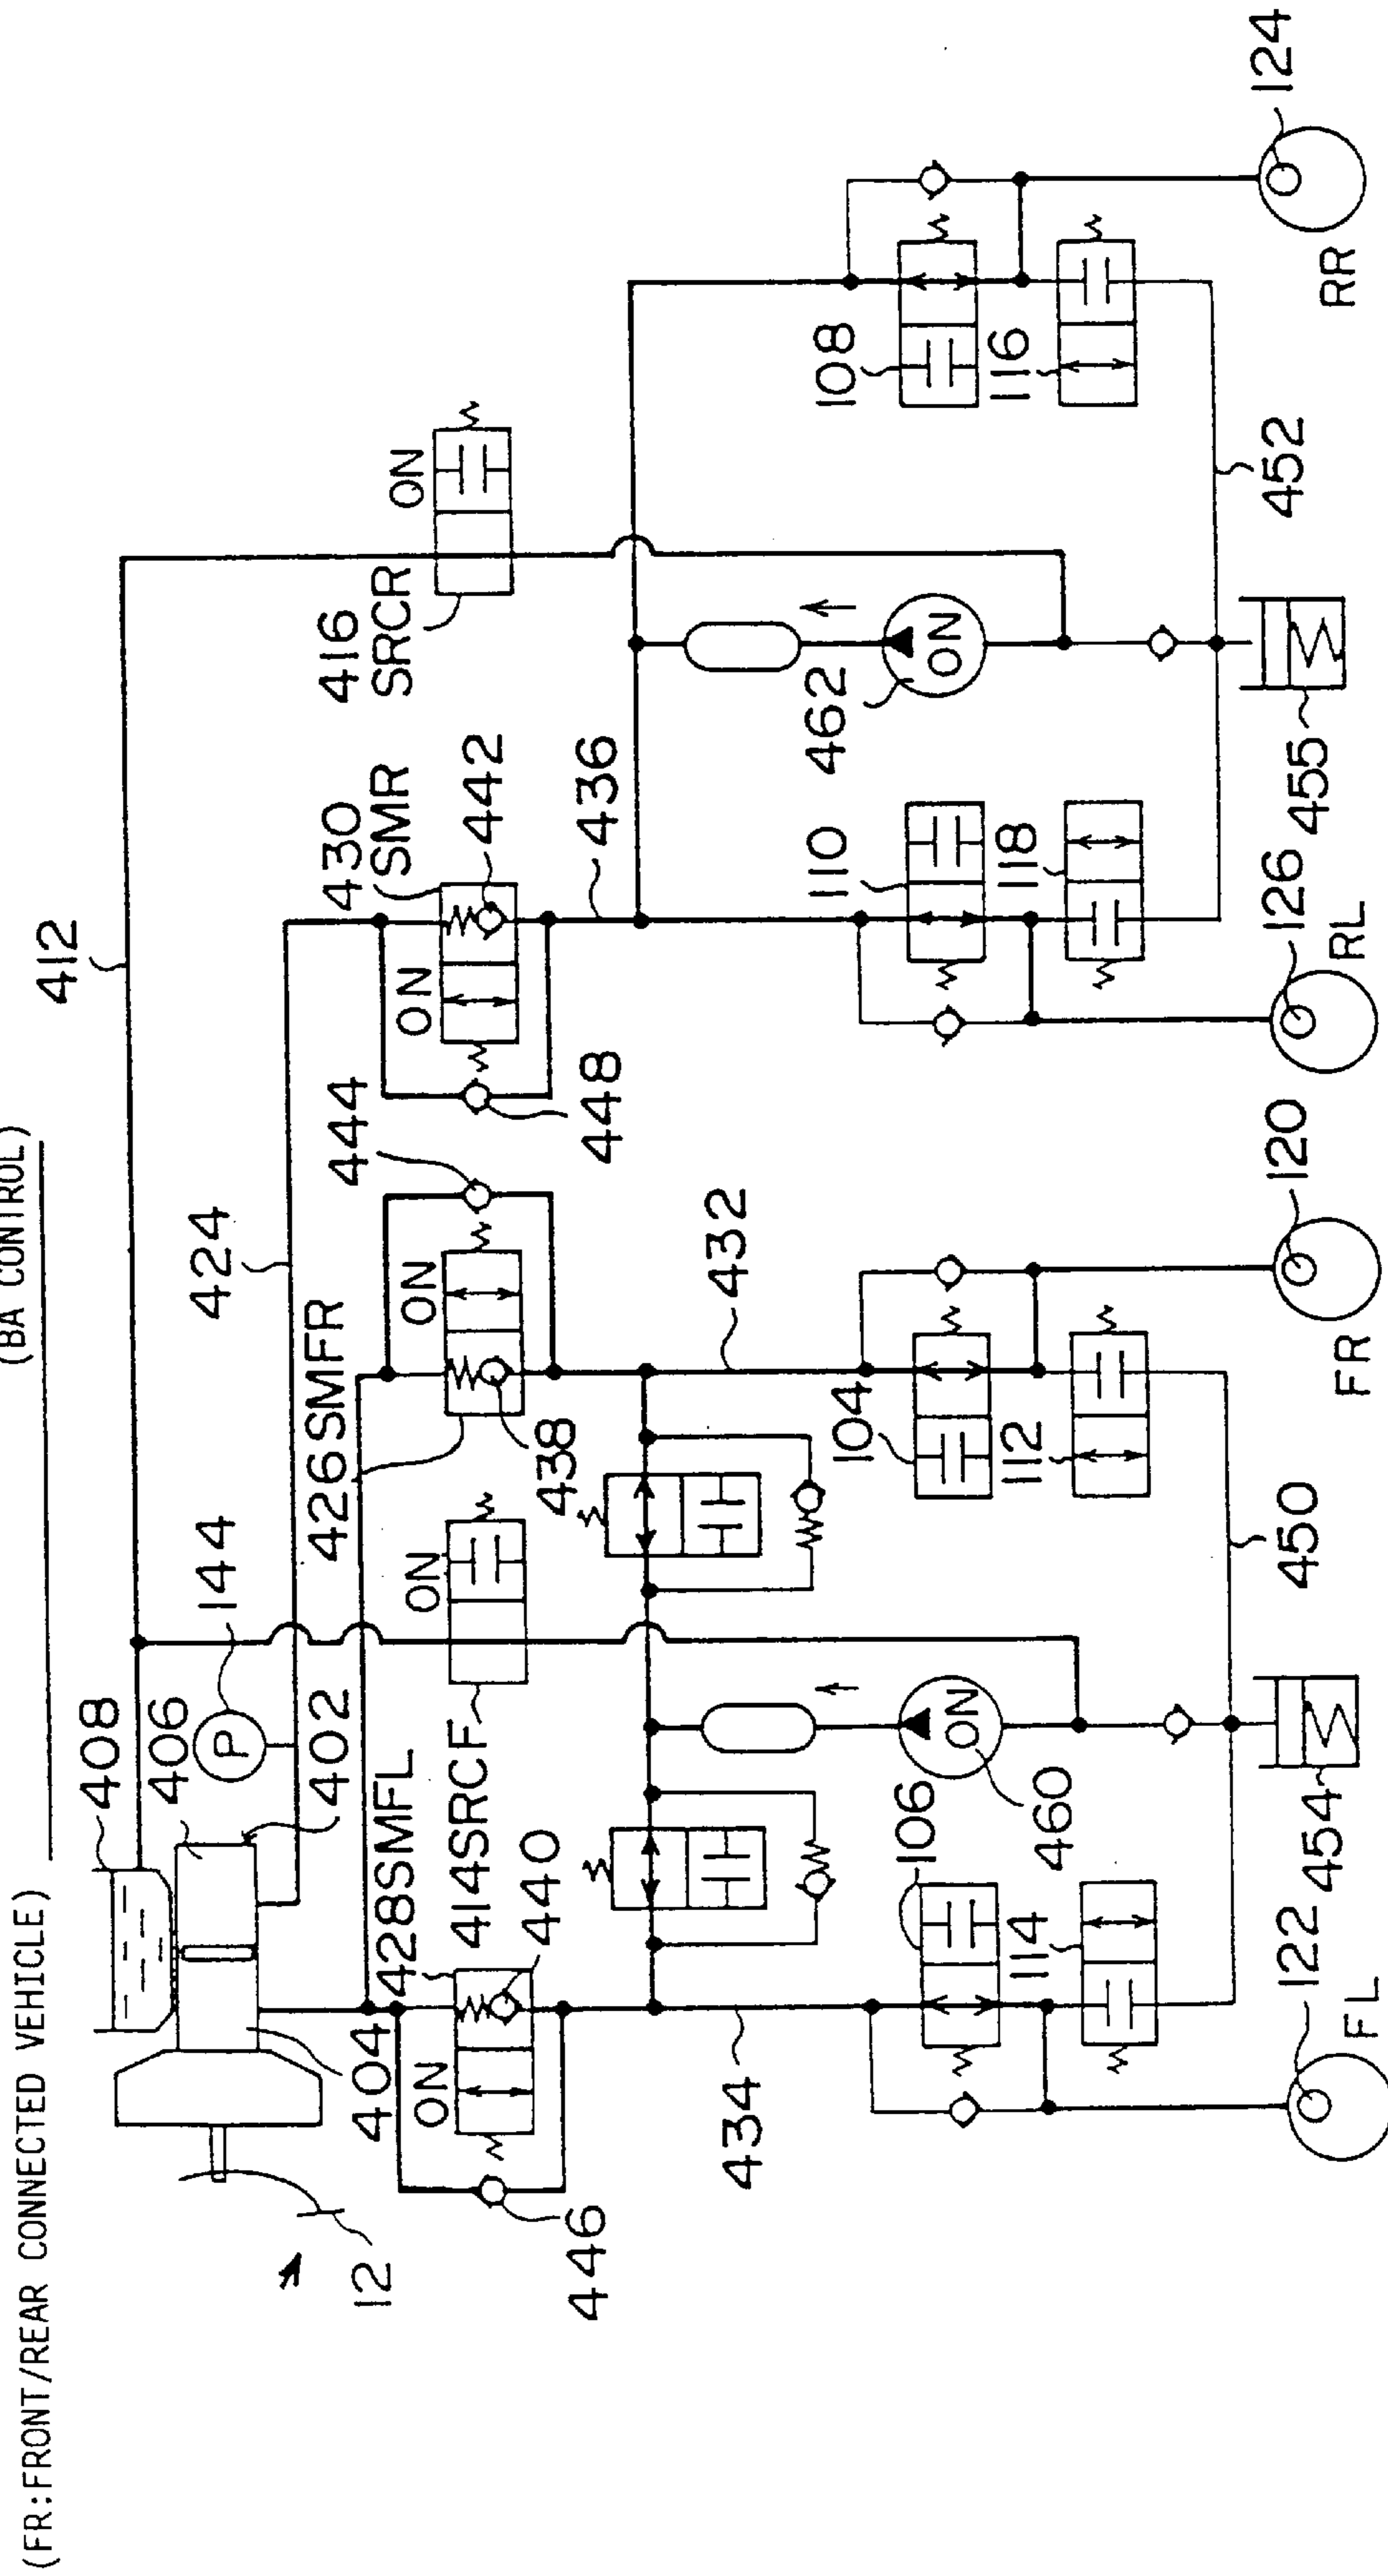 (FR:FRONT/REAR CONNECTED VEHICLE)
(BA CONTROL)
408
406
144
412
424
402
404
12
428SMFL
414SRCF
426SMFR
444
430
SMR
442
416
SRCR
ON
ON
ON
ON
ON
440
438
448
446
436
432
434
106
460
ON
104
110
462
ON
108
114
112
118
116
122
FL
454
450
120
FR
126
RL
455
452
124
RR
P